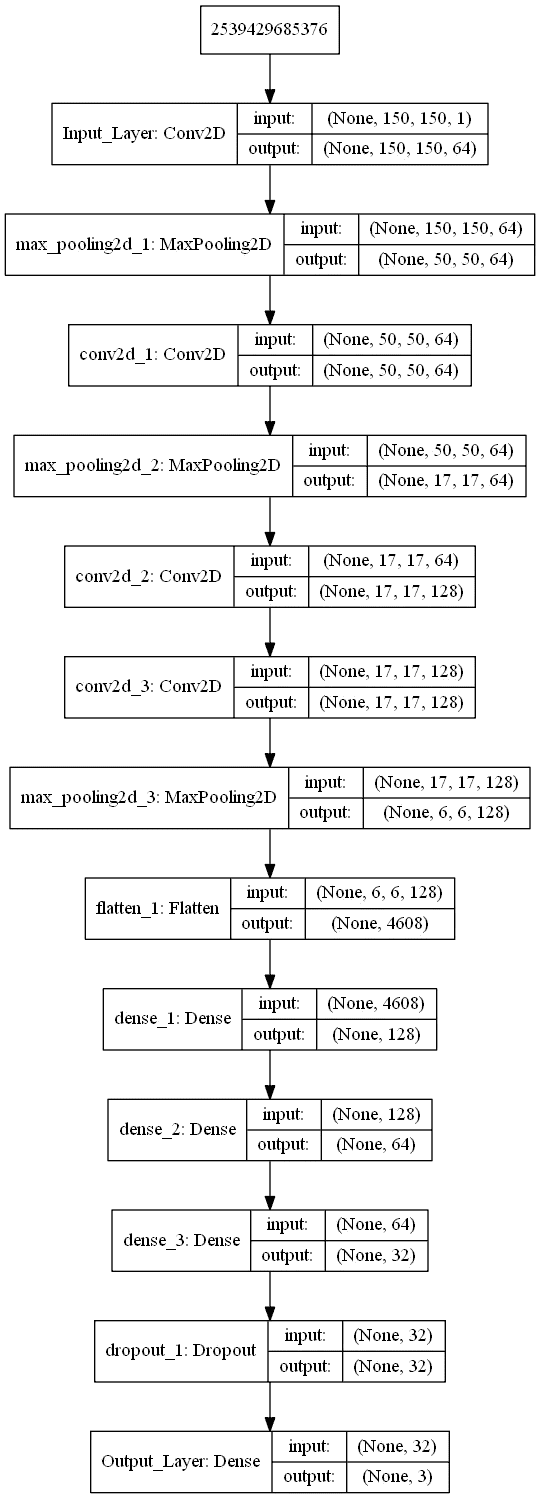 2539429685376
Input_Layer: Conv2D
input: (None, 150, 150, 1)
output: (None, 150, 150, 64)
max_pooling2d_1: MaxPooling2D
input: (None, 150, 150, 64)
output: (None, 50, 50, 64)
conv2d_1: Conv2D
input: (None, 50, 50, 64)
output: (None, 50, 50, 64)
max_pooling2d_2: MaxPooling2D
input: (None, 50, 50, 64)
output: (None, 17, 17, 64)
conv2d_2: Conv2D
input: (None, 17, 17, 64)
output: (None, 17, 17, 128)
conv2d_3: Conv2D
input: (None, 17, 17, 128)
output: (None, 17, 17, 128)
max_pooling2d_3: MaxPooling2D
input: (None, 17, 17, 128)
output: (None, 6, 6, 128)
flatten_1: Flatten
input: (None, 6, 6, 128)
output: (None, 4608)
dense_1: Dense
input: (None, 4608)
output: (None, 128)
dense_2: Dense
input: (None, 128)
output: (None, 64)
dense_3: Dense
input: (None, 64)
output: (None, 32)
dropout_1: Dropout
input: (None, 32)
output: (None, 32)
Output_Layer: Dense
input: (None, 32)
output: (None, 3)